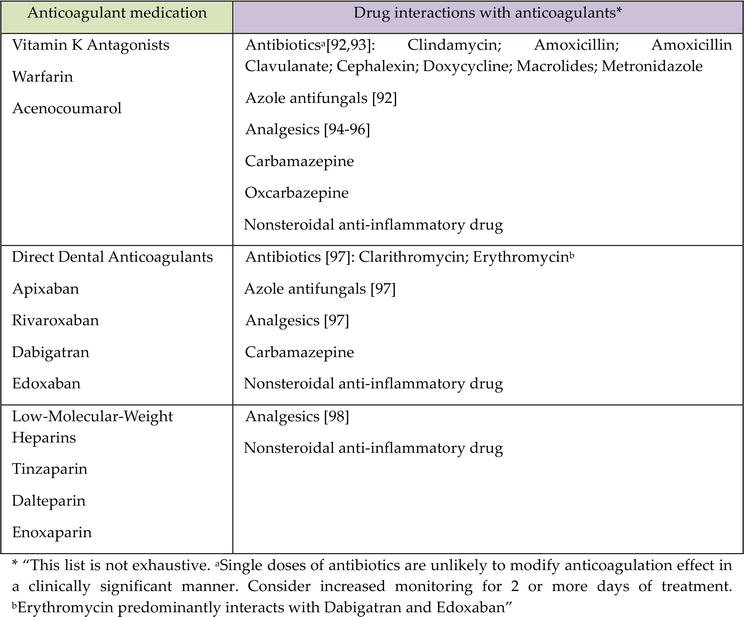 Anticoagulant medication
Drug interactions with anticoagulants*
Vitamin K Antagonists
Warfarin
Acenocoumarol
Antibioticsᵃ[92,93]: Clindamycin; Amoxicillin; Amoxicillin
Clavulanate; Cephalexin; Doxycycline; Macrolides; Metronidazole
Azole antifungals [92]
Analgesics [94-96]
Carbamazepine
Oxcarbazepine
Nonsteroidal anti-inflammatory drug
Direct Dental Anticoagulants
Apixaban
Rivaroxaban
Dabigatran
Edoxaban
Antibiotics [97]: Clarithromycin; Erythromycinᵇ
Azole antifungals [97]
Analgesics [97]
Carbamazepine
Nonsteroidal anti-inflammatory drug
Low-Molecular-Weight
Heparins
Tinzaparin
Dalteparin
Enoxaparin
Analgesics [98]
Nonsteroidal anti-inflammatory drug
* “This list is not exhaustive. ᵃSingle doses of antibiotics are unlikely to modify anticoagulation effect in
a clinically significant manner. Consider increased monitoring for 2 or more days of treatment.
ᵇErythromycin predominantly interacts with Dabigatran and Edoxaban”